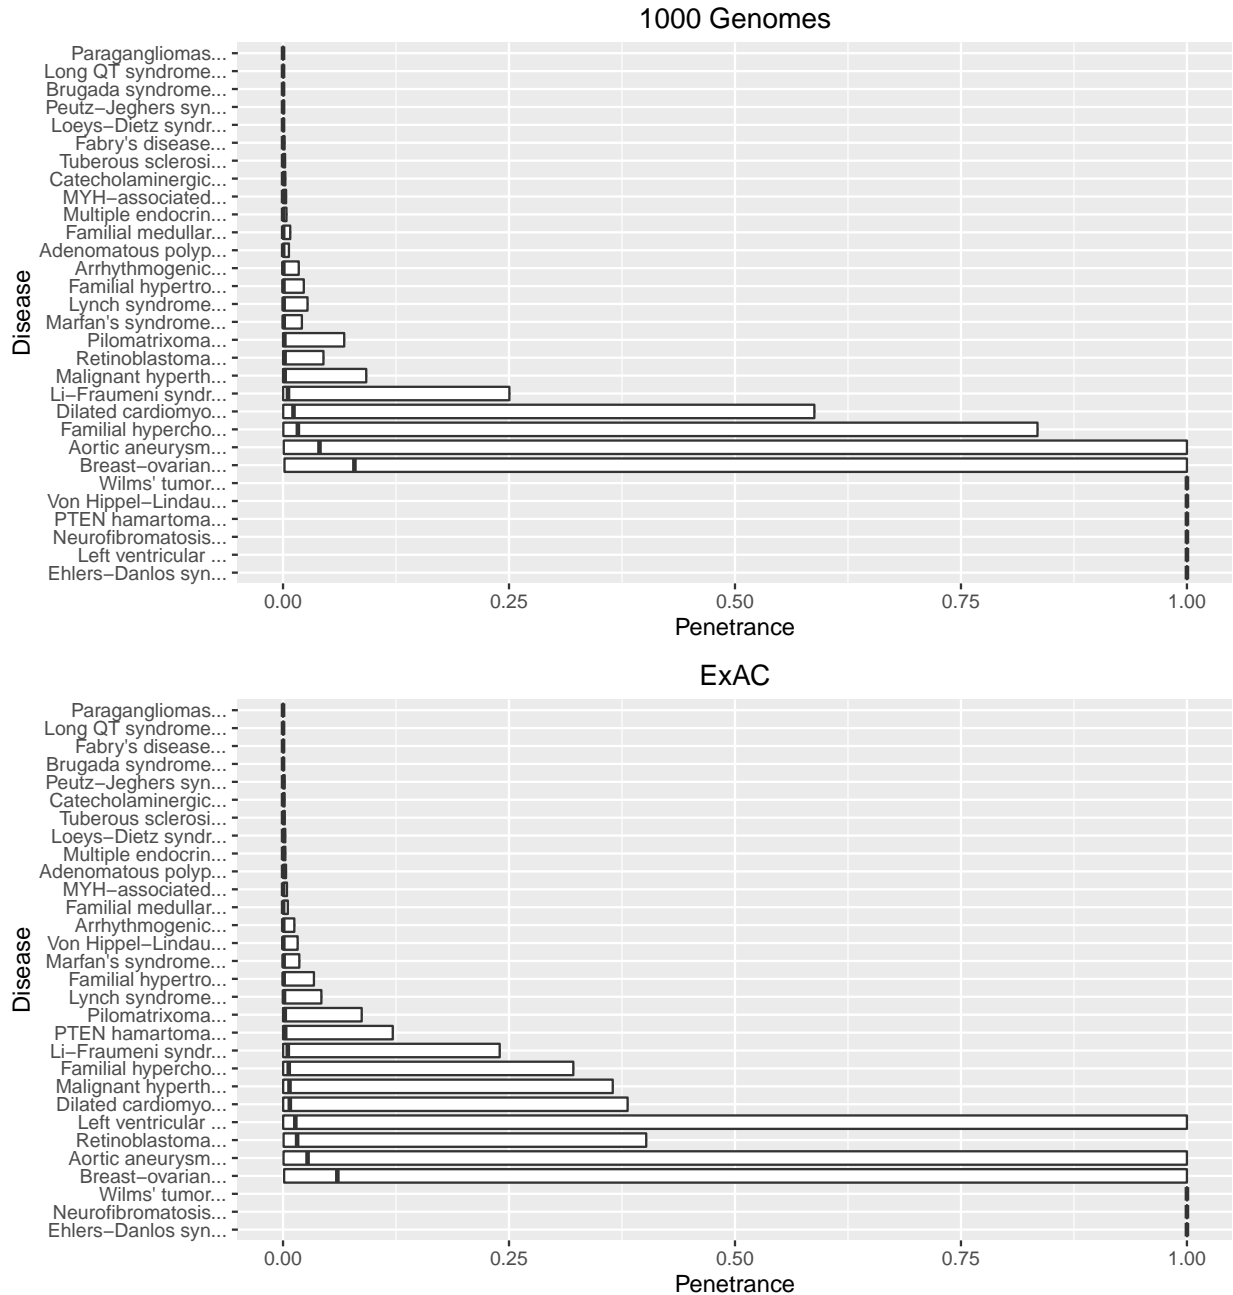 1000 Genomes
Paragangliomas...
Long QT syndrome...
Brugada syndrome...
Peutz−Jeghers syn...
Loeys−Dietz syndr...
Fabry's disease...
Tuberous sclerosi...
Catecholaminergic...
MYH−associated...
Multiple endocrin...
Familial medullar...
Adenomatous polyp...
Arrhythmogenic...
Familial hypertro...
Lynch syndrome...
Marfan's syndrome...
Pilomatrixoma...
Retinoblastoma...
Malignant hyperth...
Li−Fraumeni syndr...
Dilated cardiomyo...
Familial hypercho...
Aortic aneurysm...
Breast−ovarian...
Wilms' tumor...
Von Hippel−Lindau...
PTEN hamartoma...
Neurofibromatosis...
Left ventricular ...
Ehlers−Danlos syn...
Disease
0.00 0.25 0.50 0.75 1.00
Penetrance
ExAC
Paragangliomas...
Long QT syndrome...
Fabry's disease...
Brugada syndrome...
Peutz−Jeghers syn...
Catecholaminergic...
Tuberous sclerosi...
Loeys−Dietz syndr...
Multiple endocrin...
Adenomatous polyp...
MYH−associated...
Familial medullar...
Arrhythmogenic...
Von Hippel−Lindau...
Marfan's syndrome...
Familial hypertro...
Lynch syndrome...
Pilomatrixoma...
PTEN hamartoma...
Li−Fraumeni syndr...
Familial hypercho...
Malignant hyperth...
Dilated cardiomyo...
Left ventricular ...
Retinoblastoma...
Aortic aneurysm...
Breast−ovarian...
Wilms' tumor...
Neurofibromatosis...
Ehlers−Danlos syn...
Disease
0.00 0.25 0.50 0.75 1.00
Penetrance